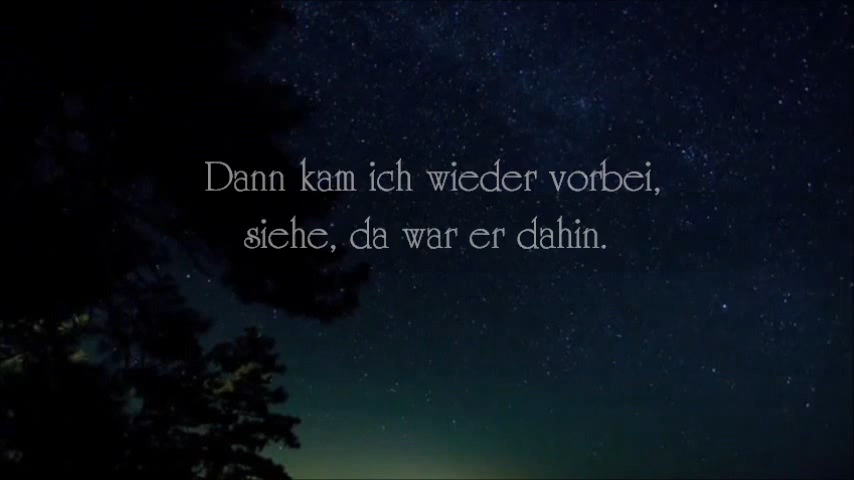 Dann kam ich wieder vorbei,
siehe, da war er dahin.